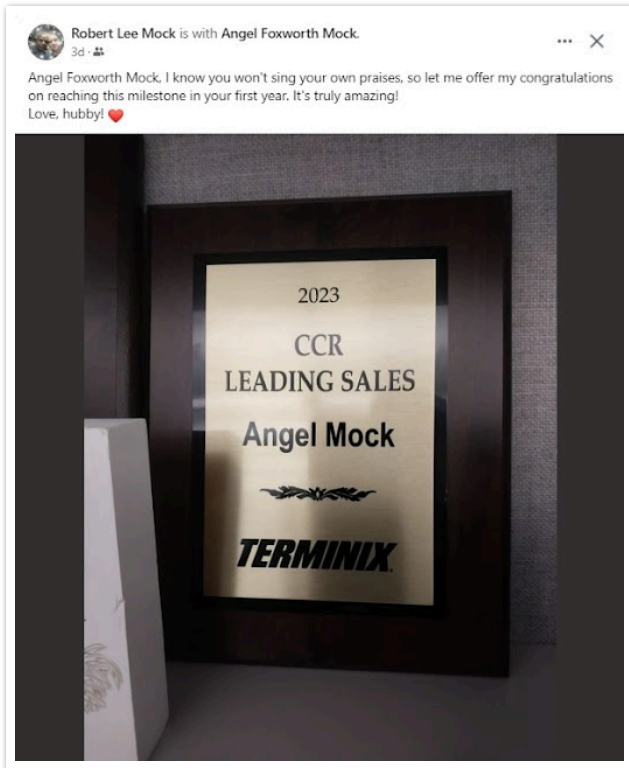 Robert Lee Mock is with Angel Foxworth Mock.
3d ·
Angel Foxworth Mock, I know you won't sing your own praises, so let me offer my congratulations
on reaching this milestone in your first year. It's truly amazing!
Love, hubby! ❤️
2023
CCR
LEADING SALES
Angel Mock
TERMINIX